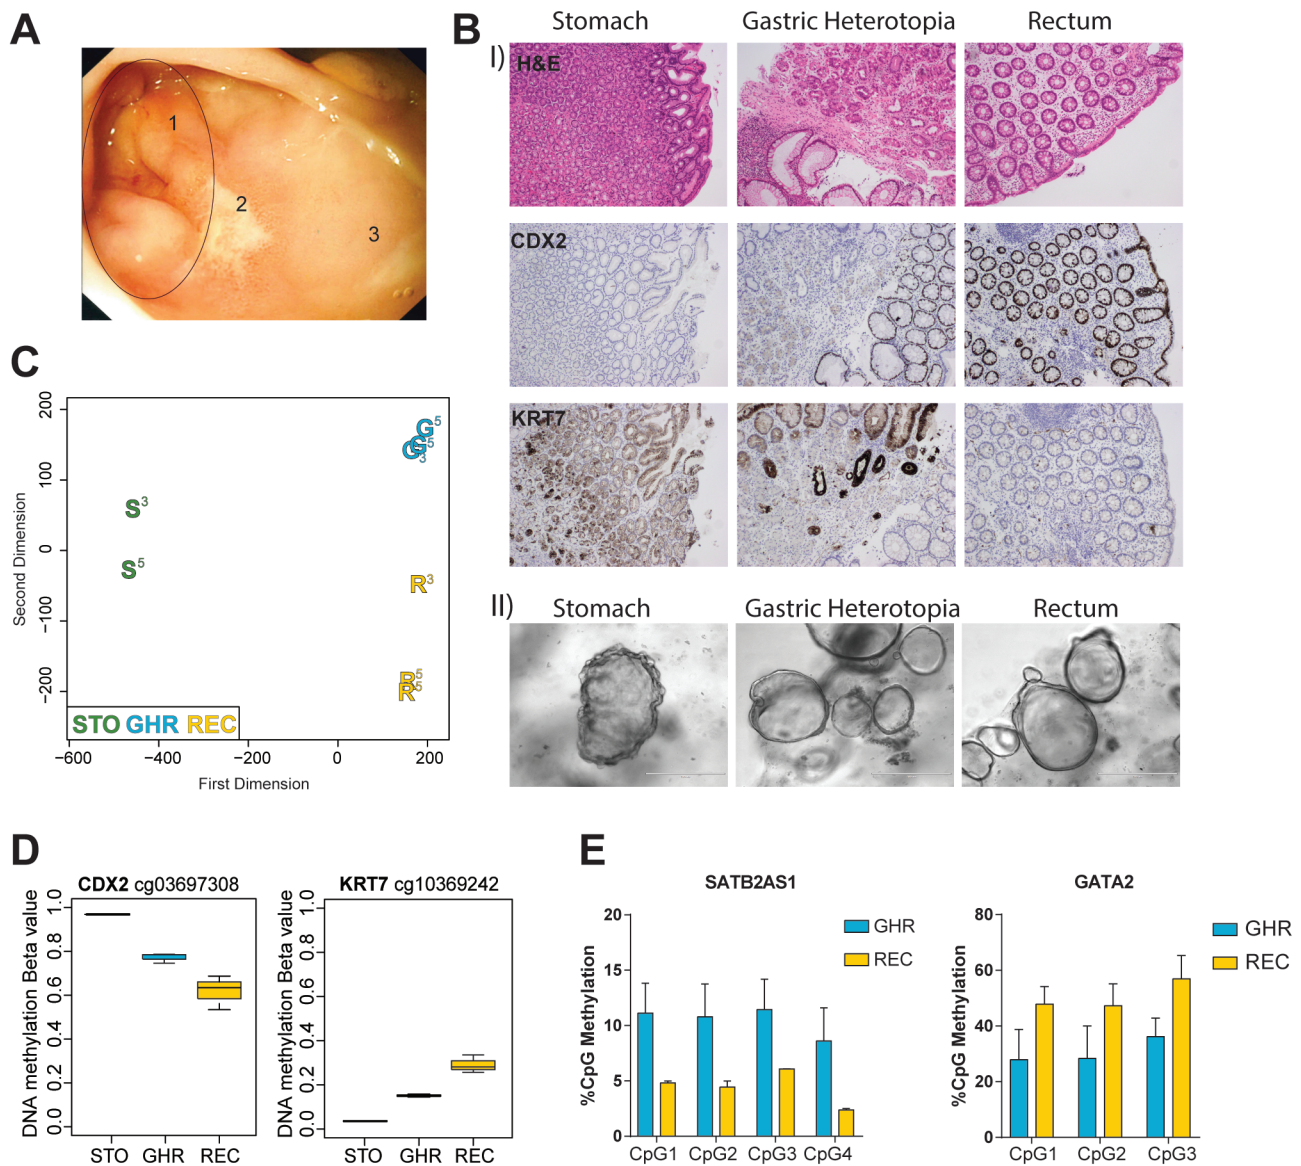 A
1
2
3
B
Stomach Gastric Heterotopia Rectum
I)
H&E
CDX2
KRT7
II)
Stomach Gastric Heterotopia Rectum
C
Second Dimension
200
100
0
−100
−200
G5
G5
G3
S3
S5
R3
R5
R5
STO GHR REC
−600 −400 −200 0 200
First Dimension
D
CDX2 cg03697308
DNA methylation Beta value
1.0
0.8
0.6
0.4
0.2
0.0
STO GHR REC
KRT7 cg10369242
DNA methylation Beta value
1.0
0.8
0.6
0.4
0.2
0.0
STO GHR REC
E
SATB2AS1
%CpG Methylation
20
15
10
5
0
CpG1 CpG2 CpG3 CpG4
GHR
REC
GATA2
%CpG Methylation
80
60
40
20
0
CpG1 CpG2 CpG3
GHR
REC